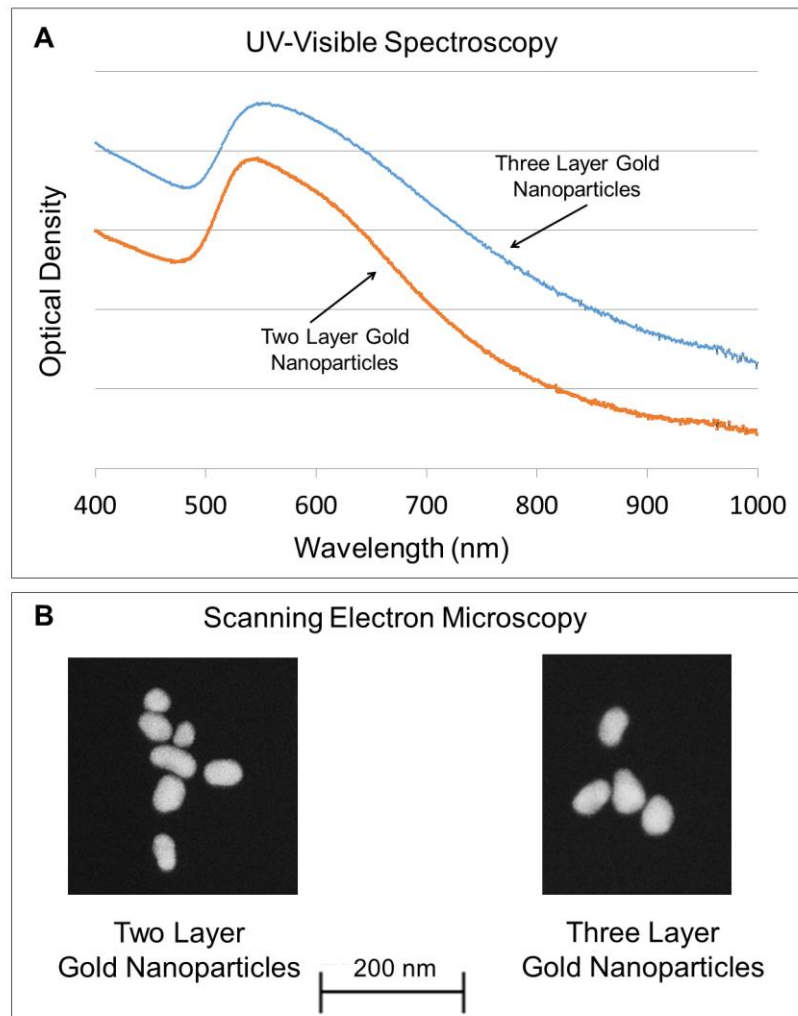 A
UV-Visible Spectroscopy
Optical Density
Three Layer Gold
Nanoparticles
Two Layer Gold
Nanoparticles
400 500 600 700 800 900 1000
Wavelength (nm)
B
Scanning Electron Microscopy
Two Layer
Gold Nanoparticles
200 nm
Three Layer
Gold Nanoparticles